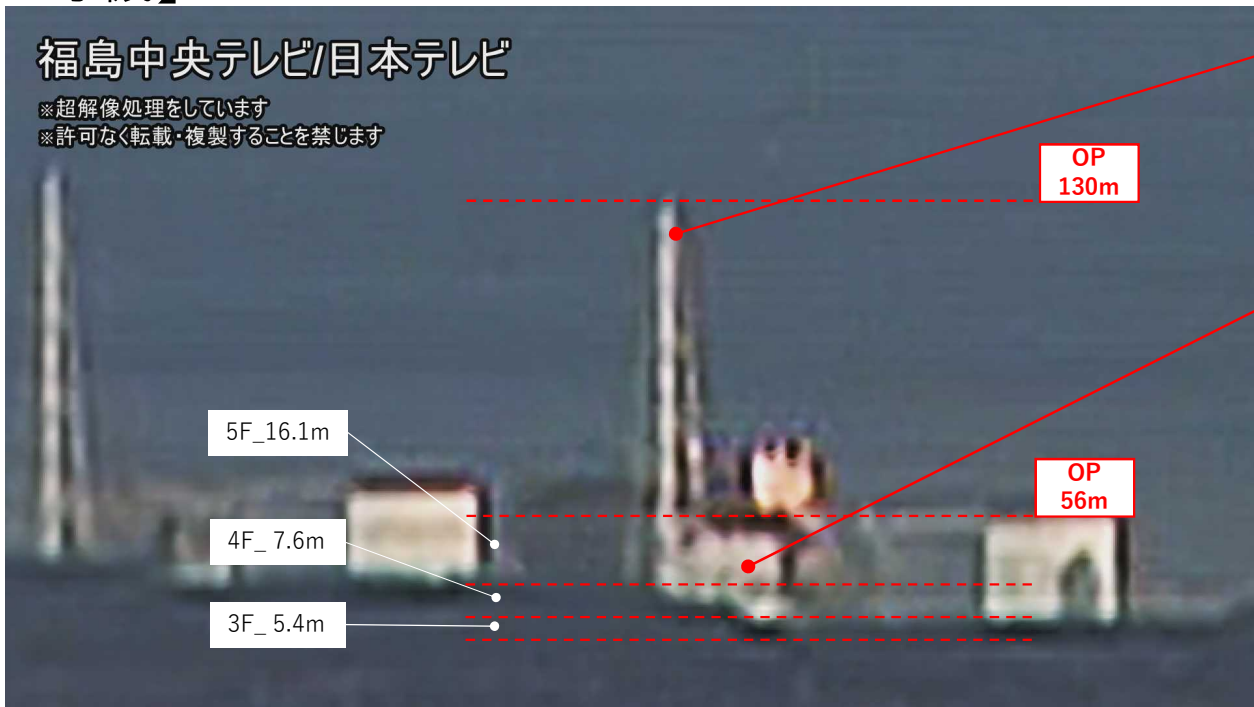 福島中央テレビ/日本テレビ
※超解像処理をしています
※許可なく転載・複製することを禁じます
OP
130m
5F_16.1m
OP
56m
4F_ 7.6m
3F_ 5.4m